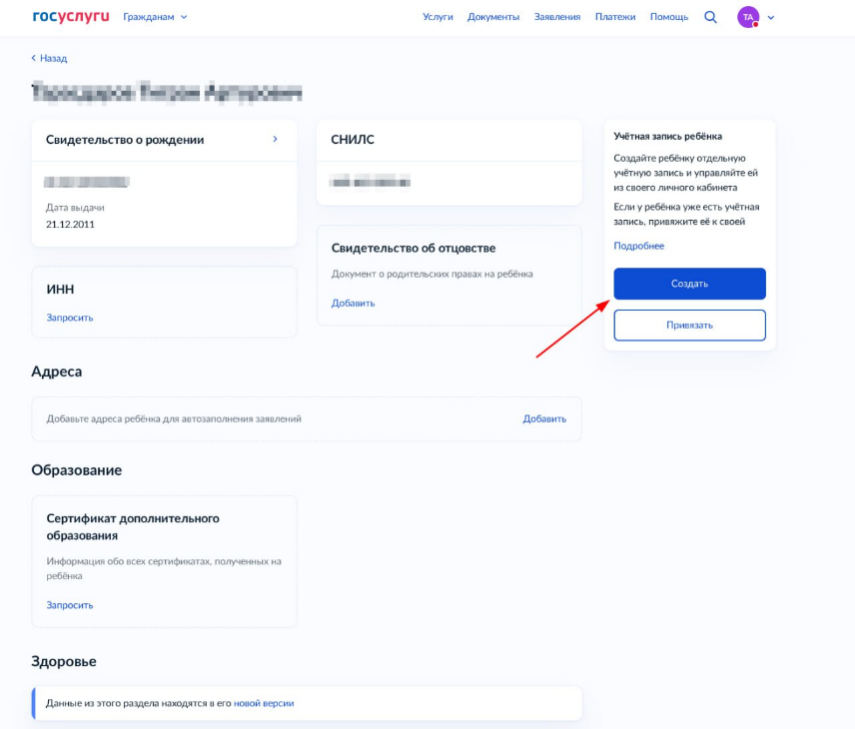 госуслуги Гражданам Услуги Документы Заявления Платежи Помощь ТА
Назад
Свидетельство о рождении
Дата выдачи
21.12.2011
СНИЛС
Учётная запись ребёнка
Создайте ребёнку отдельную
учётную запись и управляйте ей
из своего личного кабинета
Если у ребёнка уже есть учётная
запись, привяжите её к своей
Подробнее
Создать
Привязать
ИНН
Запросить
Свидетельство об отцовстве
Документ о родительских правах на ребёнка
Добавить
Адреса
Добавьте адреса ребёнка для автозаполнения заявлений Добавить
Образование
Сертификат дополнительного
образования
Информация обо всех сертификатах, полученных на
ребёнка
Запросить
Здоровье
Данные из этого раздела находятся в его новой версии